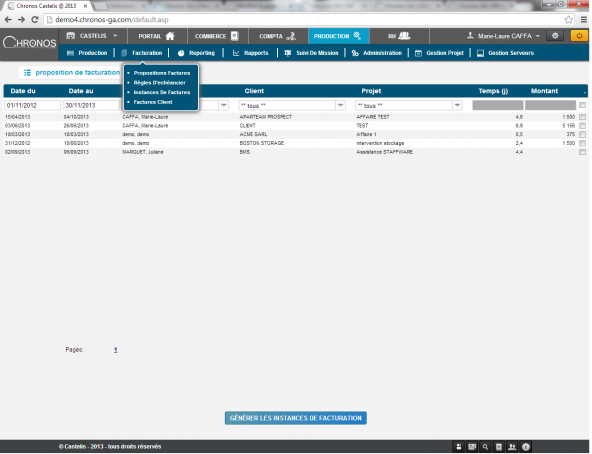 Chronos Castelis @ 2013
demo4.chronos-ga.com/default.asp
CHRONOS
CASTELIS PORTAIL COMMERCE COMPTA PRODUCTION RH Marie-Laure CAFFA
Production Facturation Reporting Rapports Suivi De Mission Administration Gestion Projet Gestion Serveurs
proposition de facturation
Propositions Factures
Règles D'echéancier
Instances De Factures
Factures Client
Date du Date au Client Projet Temps (j) Montant .
01/11/2012 30/11/2013 ** tous ** ** tous **
15/04/2013 04/10/2013 CAFFA, Marie-Laure APARTEAM PROSPECT AFFAIRE TEST 4,6 1 500
03/06/2013 26/06/2013 CAFFA, Marie-Laure CLIENT TEST 6,9 5 156
18/03/2013 18/03/2013 demo, demo ACME SARL Affaire 1 0,5 375
31/12/2012 10/06/2013 demo, demo BOSTON STORAGE intervention stockage 2,4 1 500
02/09/2013 06/09/2013 MARQUET, Juliane BMS Assistance STAFFWARE 4,4
Pages: 1
GÉNÉRER LES INSTANCES DE FACTURATION
© Castelis - 2013 - tous droits réservés